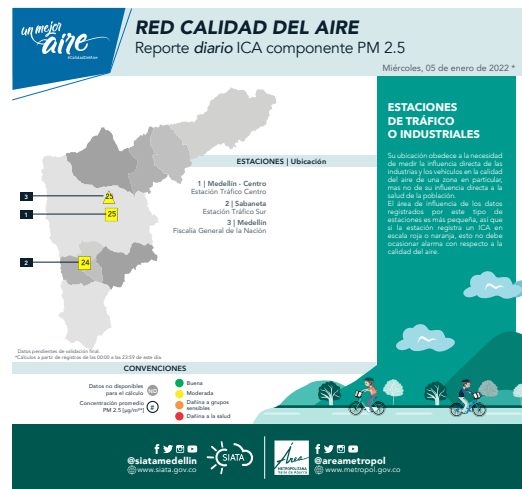 un mejor
aire
#CalidadDelAire
RED CALIDAD DEL AIRE
Reporte diario ICA componente PM 2.5
Miércoles, 05 de enero de 2022 *
ESTACIONES | Ubicación
1 | Medellín - Centro
Estación Tráfico Centro
2 | Sabaneta
Estación Tráfico Sur
3 | Medellín
Fiscalía General de la Nación
3
25
1
25
2
24
ESTACIONES
DE TRÁFICO
O INDUSTRIALES
Su ubicación obedece a la necesidad
de medir la influencia directa de las
industrias y los vehículos en la calidad
del aire de una zona en particular,
mas no de su influencia directa a la
salud de la población.
El área de influencia de los datos
registrados por este tipo de
estaciones es más pequeña, así que
si la estación registra un ICA en
escala roja o naranja, esto no debe
ocasionar alarma con respecto a la
calidad del aire.
Datos pendientes de validación final.
*Cálculos a partir de registros de las 00:00 a las 23:59 de este día.
CONVENCIONES
Datos no disponibles
para el cálculo
ND
Concentración promedio
PM 2.5 [µg/m³*]
#
Buena
Moderada
Dañina a grupos
sensibles
Dañina a la salud
@siatamedellin
www.siata.gov.co
SIATA
Área
METROPOLITANA
Valle de Aburrá
@areametropol
www.metropol.gov.co